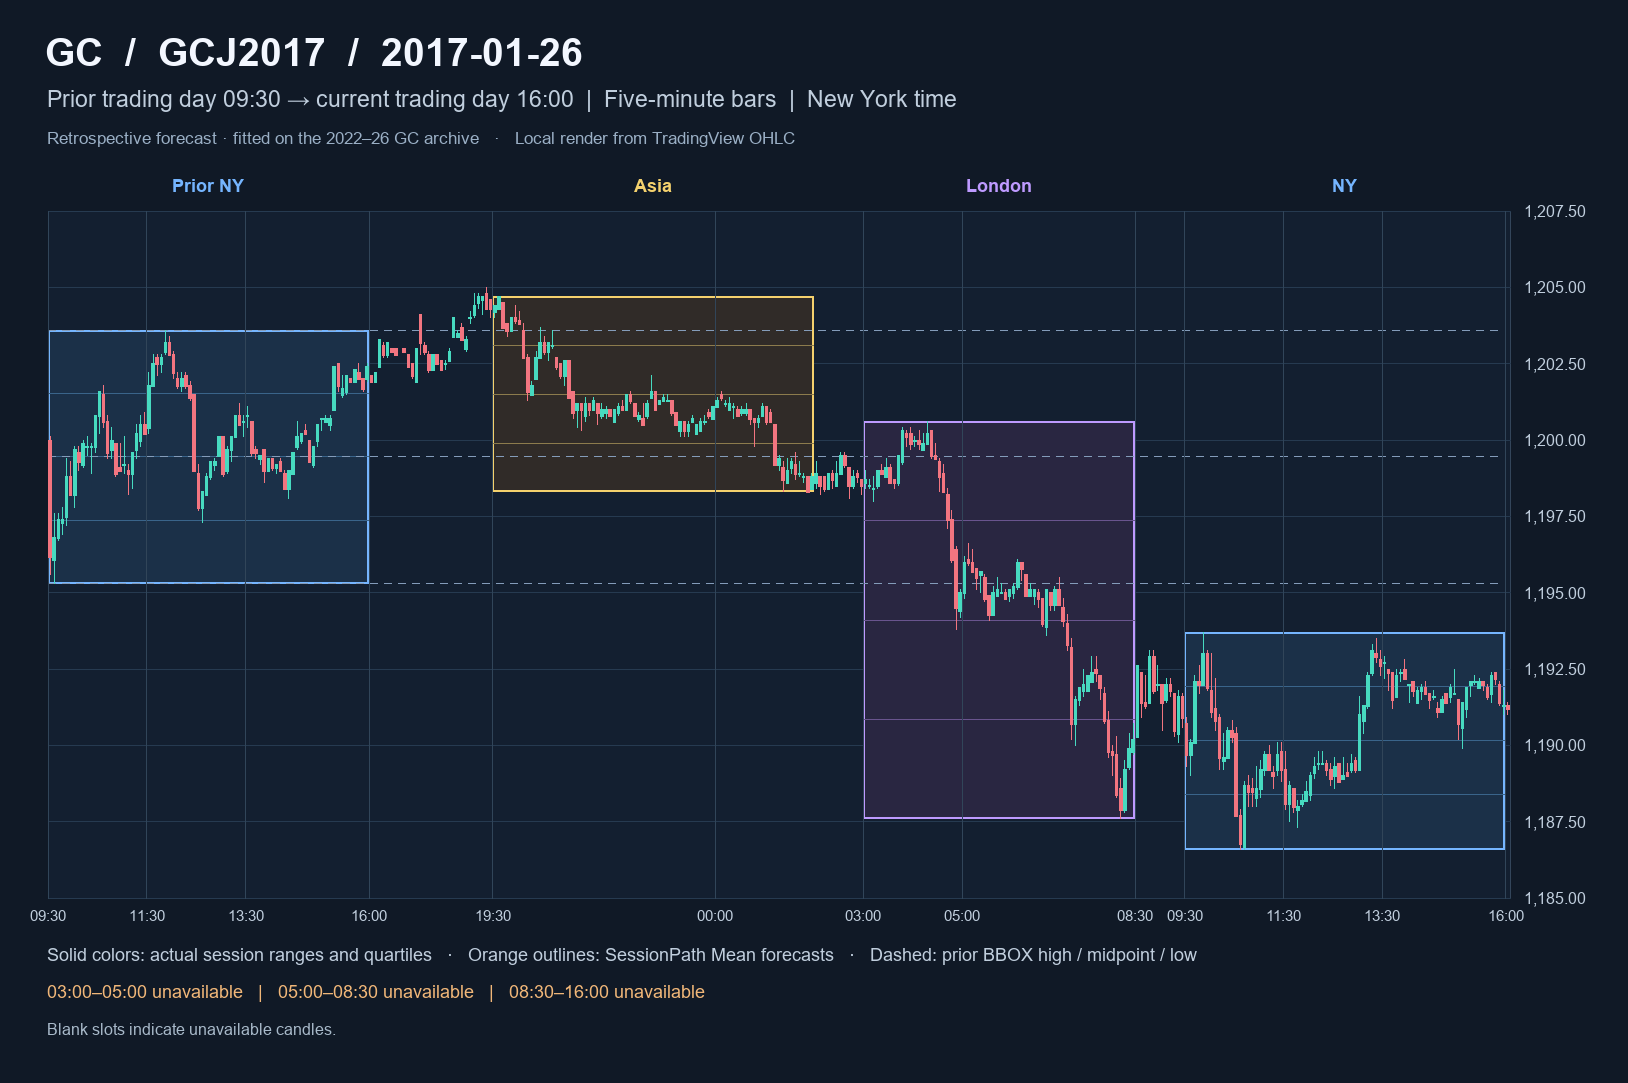 GC / GCJ2017 / 2017-01-26
Prior trading day 09:30 → current trading day 16:00 | Five-minute bars | New York time
Retrospective forecast · fitted on the 2022–26 GC archive · Local render from TradingView OHLC
Prior NY Asia London NY
1,207.50
1,205.00
1,202.50
1,200.00
1,197.50
1,195.00
1,192.50
1,190.00
1,187.50
1,185.00
09:30 11:30 13:30 16:00 19:30 00:00 03:00 05:00 08:30 09:30 11:30 13:30 16:00
Solid colors: actual session ranges and quartiles · Orange outlines: SessionPath Mean forecasts · Dashed: prior BBOX high / midpoint / low
03:00–05:00 unavailable | 05:00–08:30 unavailable | 08:30–16:00 unavailable
Blank slots indicate unavailable candles.